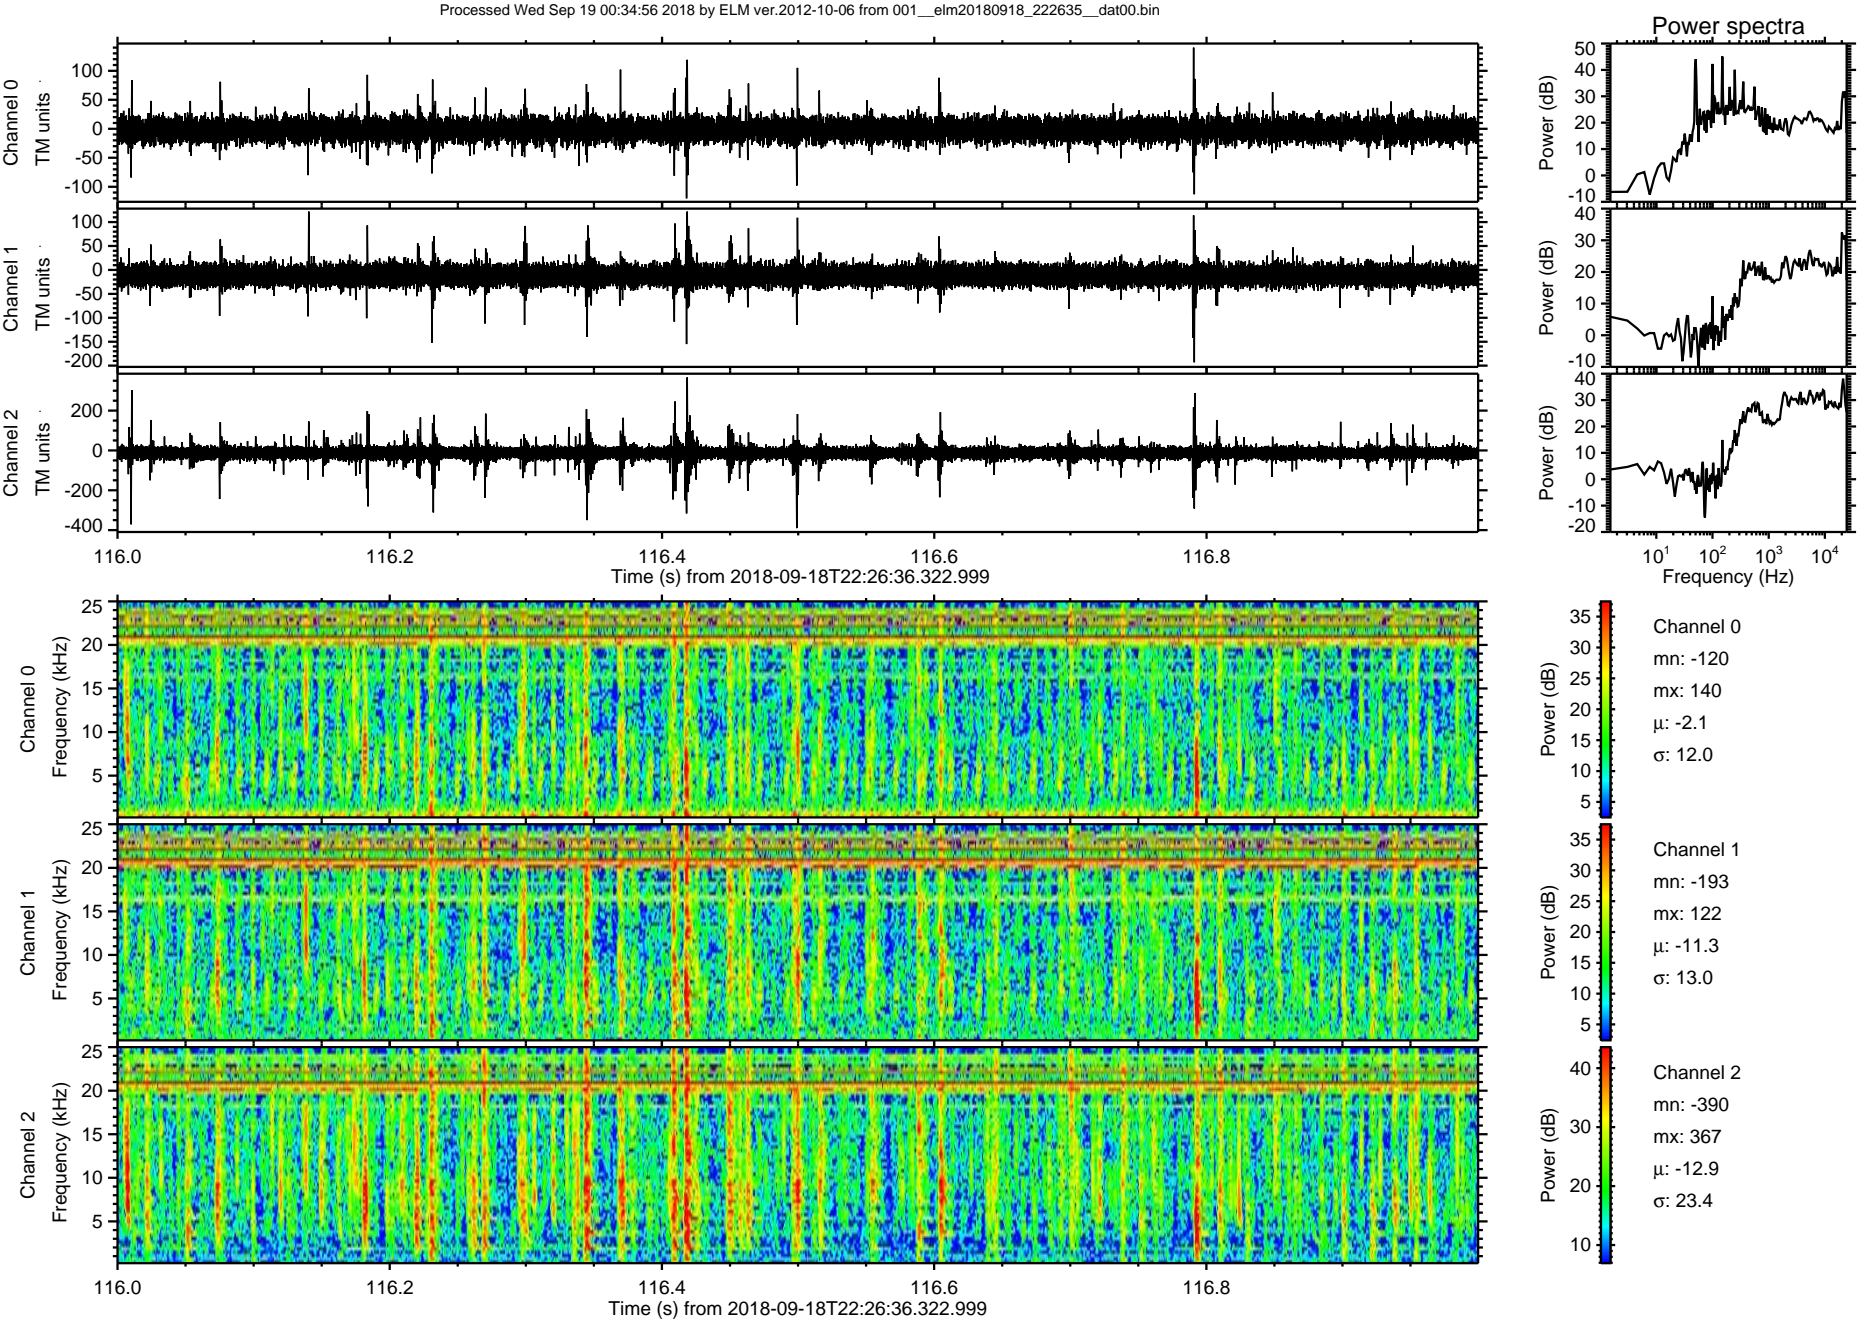 Processed Wed Sep 19 00:34:56 2018 by ELM ver.2012-10-06 from 001__elm20180918_222635__dat00.bin
Power spectra
Channel 0
TM units
100
50
0
-50
-100
Power (dB)
50
40
30
20
10
0
-10
Channel 1
TM units
100
50
0
-50
-100
-150
-200
Power (dB)
40
30
20
10
0
-10
Channel 2
TM units
200
0
-200
-400
Power (dB)
40
30
20
10
0
-10
-20
116.0 116.2 116.4 116.6 116.8
Time (s) from 2018-09-18T22:26:36.322.999
10¹ 10² 10³ 10⁴
Frequency (Hz)
Channel 0
Frequency (kHz)
25
20
15
10
5
Power (dB)
35
30
25
20
15
10
5
Channel 0
mn: -120
mx: 140
μ: -2.1
σ: 12.0
Channel 1
Frequency (kHz)
25
20
15
10
5
Power (dB)
35
30
25
20
15
10
5
Channel 1
mn: -193
mx: 122
μ: -11.3
σ: 13.0
Channel 2
Frequency (kHz)
25
20
15
10
5
Power (dB)
40
30
20
10
Channel 2
mn: -390
mx: 367
μ: -12.9
σ: 23.4
116.0 116.2 116.4 116.6 116.8
Time (s) from 2018-09-18T22:26:36.322.999